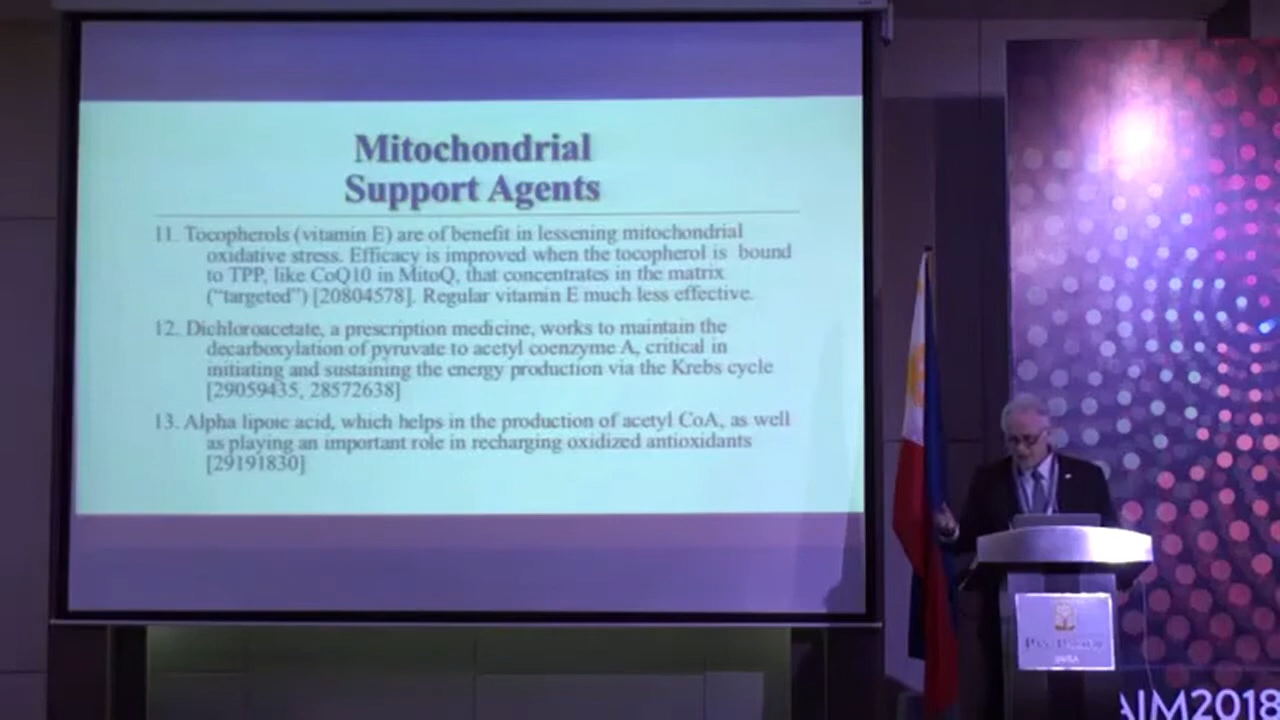 Mitochondrial
Support Agents
11. Tocopherols (vitamin E) are of benefit in lessening mitochondrial
oxidative stress. Efficacy is improved when the tocopherol is bound
to TPP, like CoQ10 in MitoQ, that concentrates in the matrix
("targeted") [20804578]. Regular vitamin E much less effective.
12. Dichloroacetate, a prescription medicine, works to maintain the
decarboxylation of pyruvate to acetyl coenzyme A, critical in
initiating and sustaining the energy production via the Krebs cycle
[29059435, 28572638]
13. Alpha lipoic acid, which helps in the production of acetyl CoA, as well
as playing an important role in recharging oxidized antioxidants
[29191830]
AIM2018